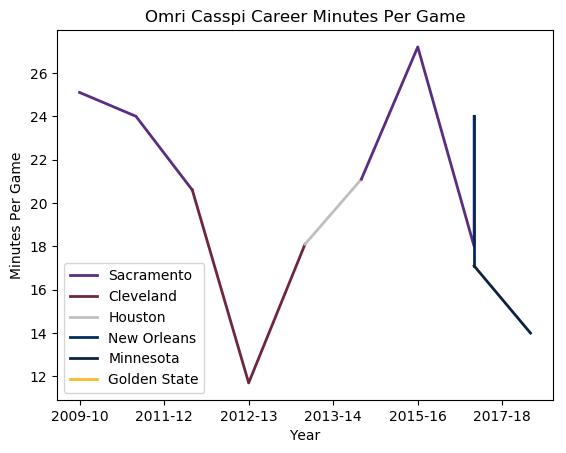 Omri Casspi Career Minutes Per Game
Minutes Per Game
26
24
22
20
18
16
14
12
Sacramento
Cleveland
Houston
New Orleans
Minnesota
Golden State
2009-10 2011-12 2012-13 2013-14 2015-16 2017-18
Year